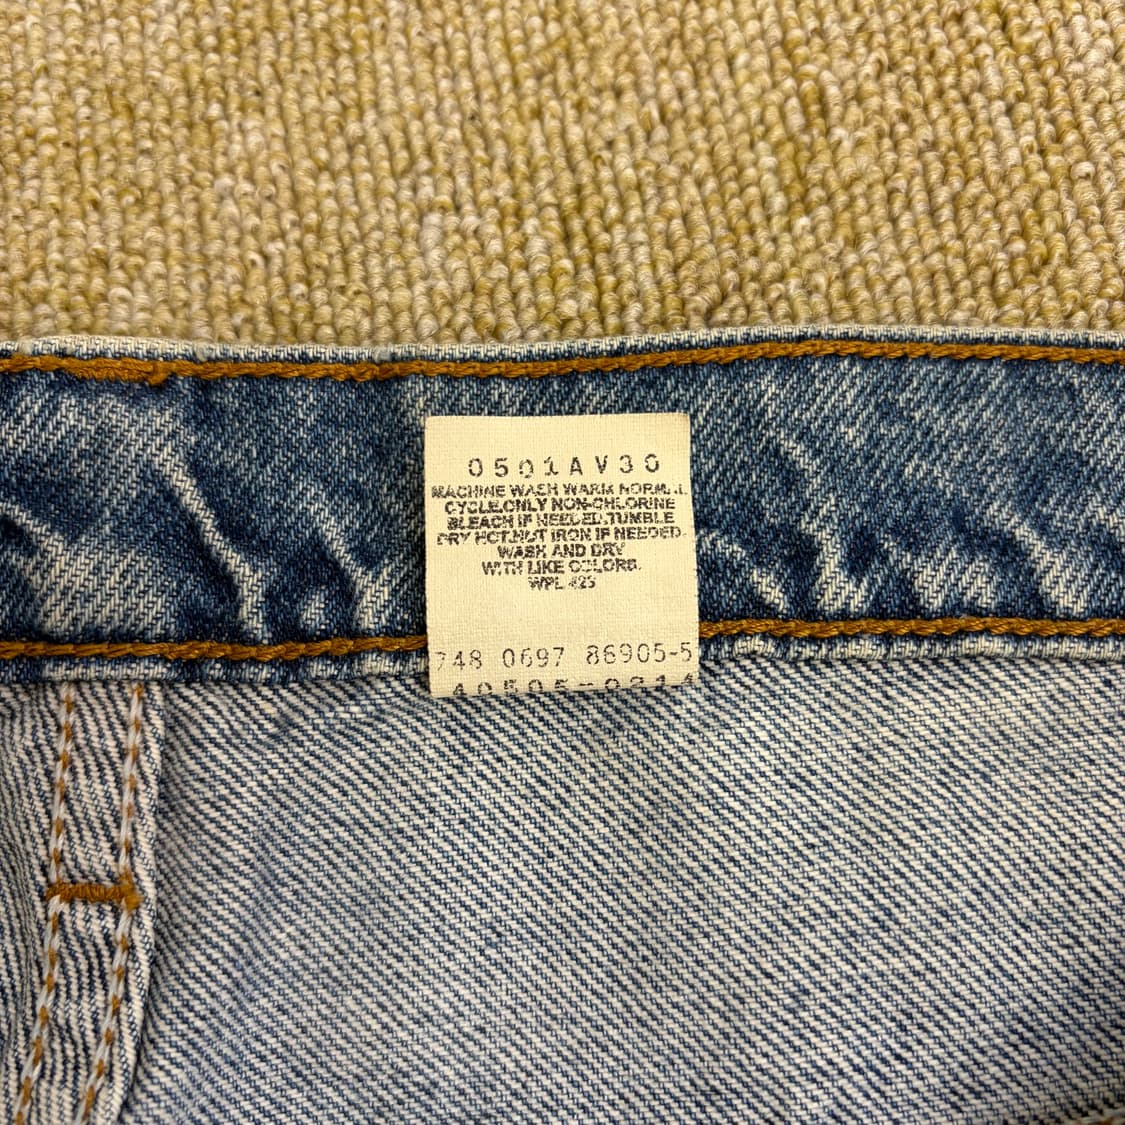 0501AV30
MACHINE WASH WARM NORMAL
CYCLE.ONLY NON-CHLORINE
BLEACH IF NEEDED.TUMBLE
DRY HOT.HOT IRON IF NEEDED.
WASH AND DRY
WITH LIKE COLORS.
WPL 423
748 0697 86905-5